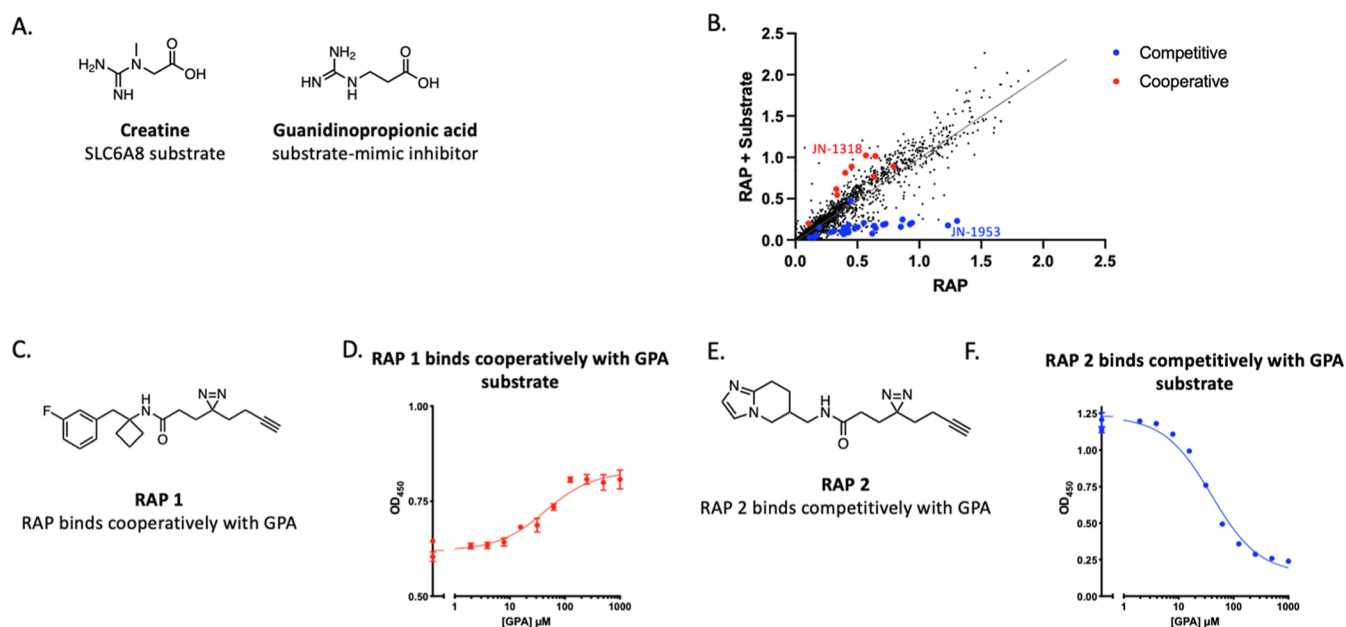 A.
H2N
N
NH
O
OH
Creatine
SLC6A8 substrate
NH2
HN
N
H
O
OH
Guanidinopropionic acid
substrate-mimic inhibitor
B.
RAP + Substrate
2.5
2.0
1.5
1.0
0.5
0.0
0.0 0.5 1.0 1.5 2.0 2.5
RAP
JN-1318
JN-1953
Competitive
Cooperative
C.
F
H
N
O
N=N
RAP 1
RAP binds cooperatively with GPA
D.
RAP 1 binds cooperatively with GPA
substrate
OD450
1.00
0.75
0.50
1 10 100 1000
[GPA] µM
E.
N
N
H
N
O
N=N
RAP 2
RAP 2 binds competitively with GPA
F.
RAP 2 binds competitively with GPA
substrate
OD450
1.25
1.00
0.75
0.50
0.25
0.00
1 10 100 1000
[GPA] µM